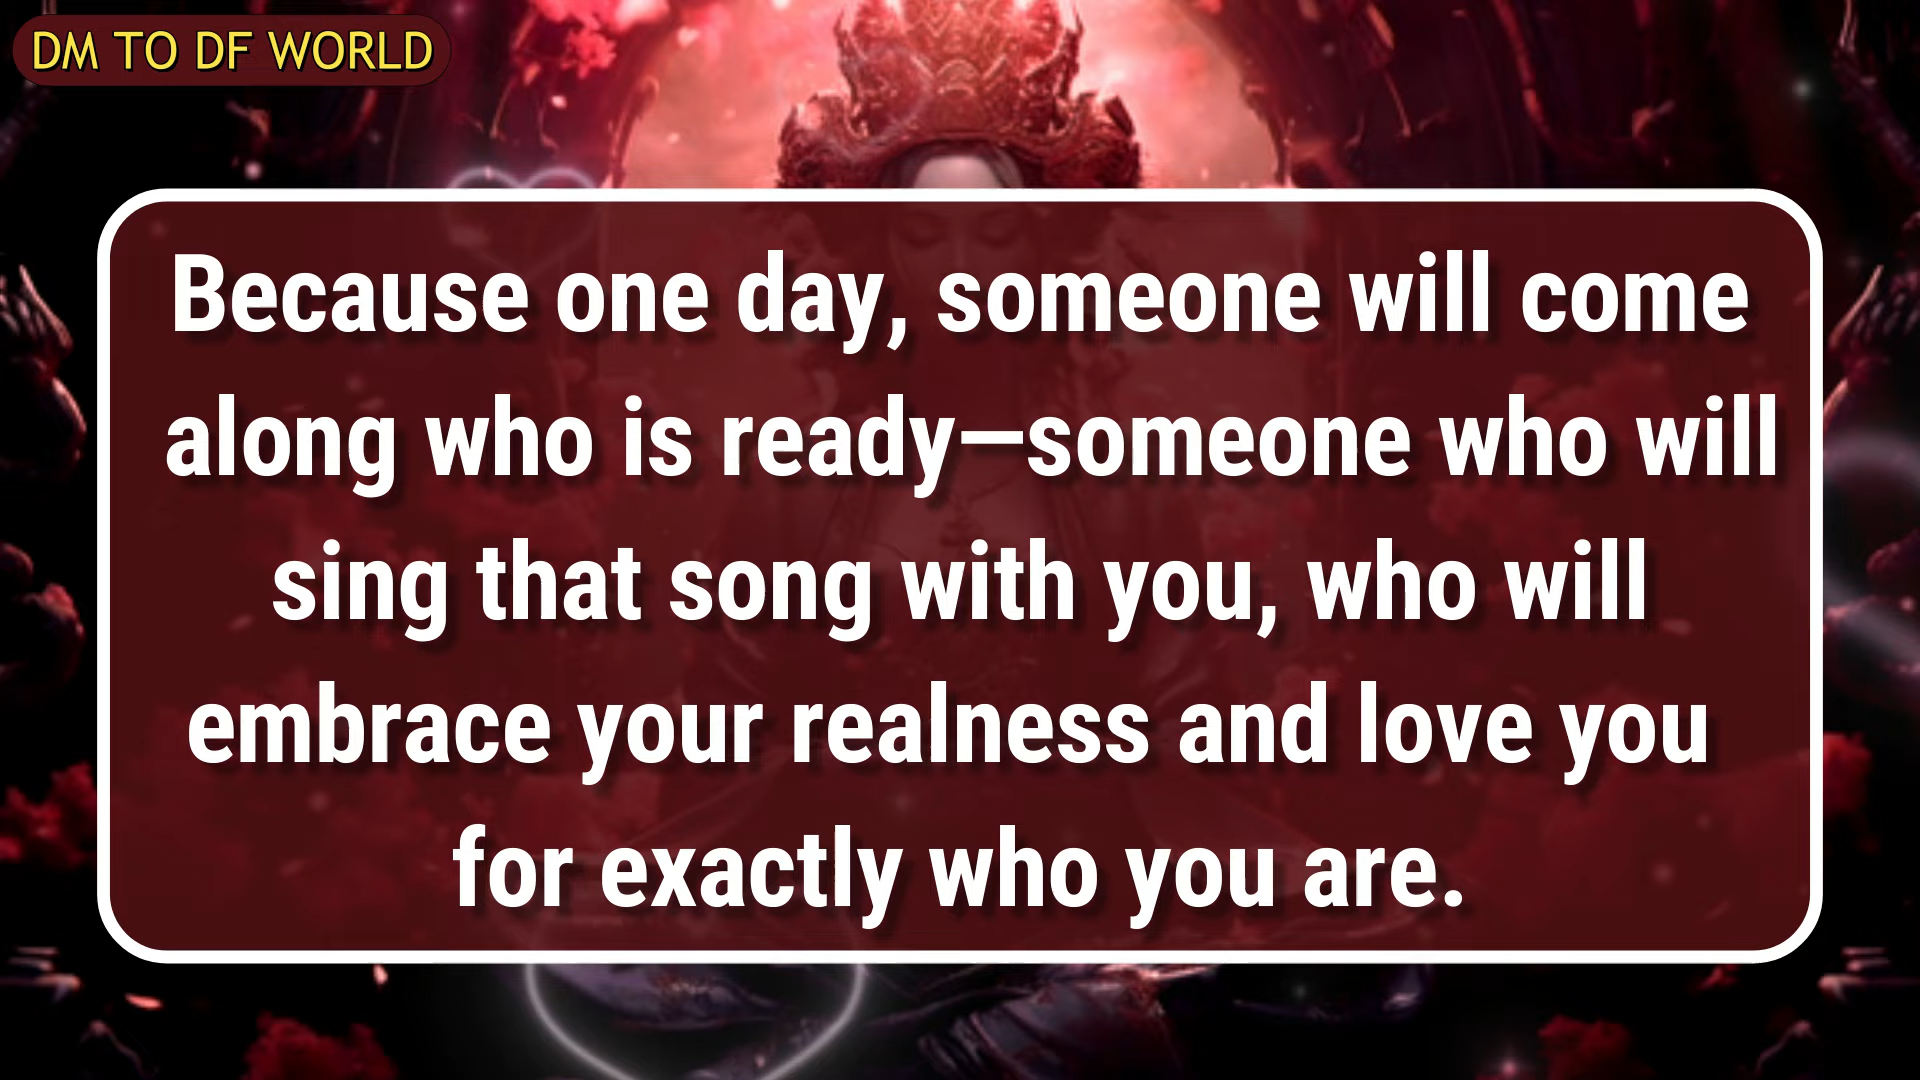 DM TO DF WORLD
Because one day, someone will come
along who is ready—someone who will
sing that song with you, who will
embrace your realness and love you
for exactly who you are.